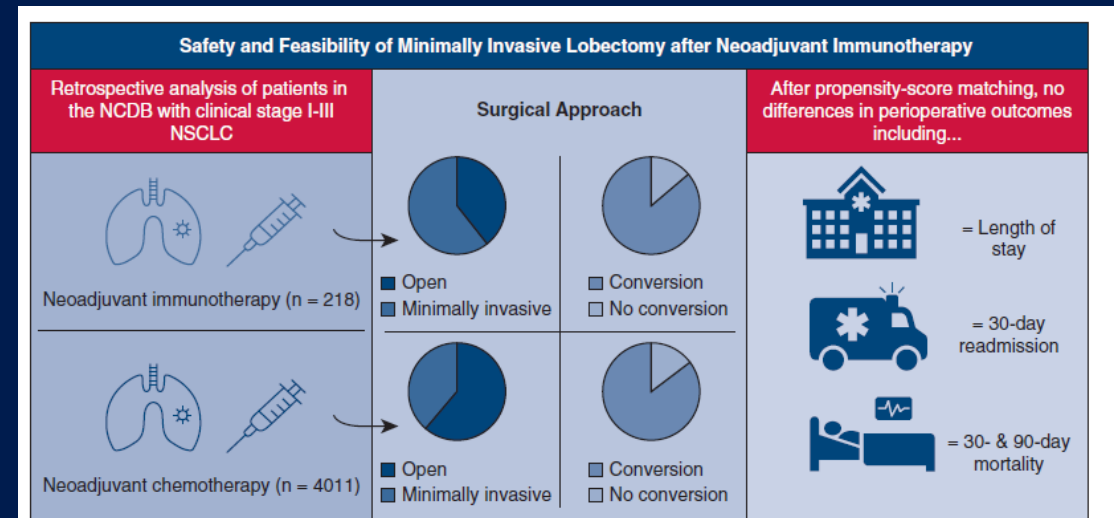 Safety and Feasibility of Minimally Invasive Lobectomy after Neoadjuvant Immunotherapy
Retrospective analysis of patients in
the NCDB with clinical stage I-III
NSCLC
Neoadjuvant immunotherapy (n = 218)
Neoadjuvant chemotherapy (n = 4011)
Surgical Approach
Open
Minimally invasive
Conversion
No conversion
Open
Minimally invasive
Conversion
No conversion
After propensity-score matching, no
differences in perioperative outcomes
including...
= Length of
stay
= 30-day
readmission
= 30- & 90-day
mortality